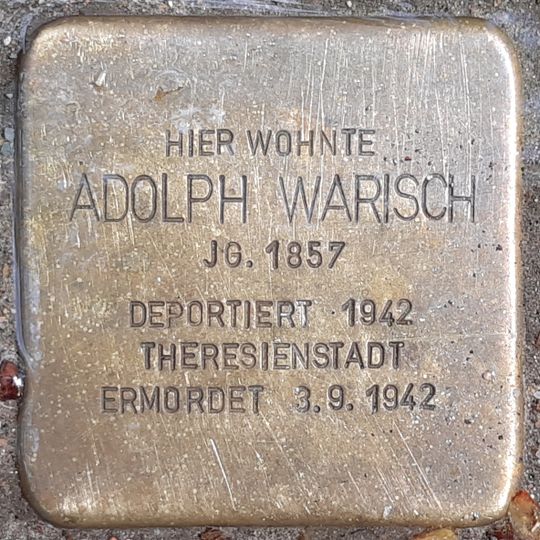 HIER WOHNTE
ADOLPH WARISCH
JG. 1857
DEPORTIERT 1942
THERESIENSTADT
ERMORDET 3.9.1942